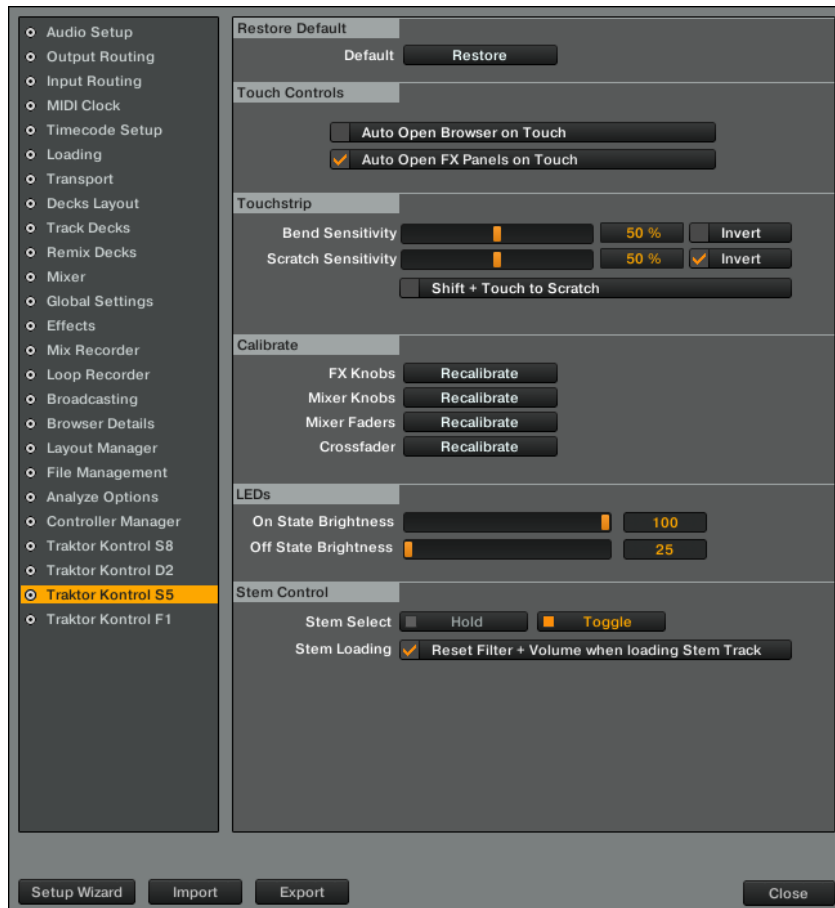 Audio Setup
Output Routing
Input Routing
MIDI Clock
Timecode Setup
Loading
Transport
Decks Layout
Track Decks
Remix Decks
Mixer
Global Settings
Effects
Mix Recorder
Loop Recorder
Broadcasting
Browser Details
Layout Manager
File Management
Analyze Options
Controller Manager
Traktor Kontrol S8
Traktor Kontrol D2
Traktor Kontrol S5
Traktor Kontrol F1
Restore Default
Default Restore
Touch Controls
Auto Open Browser on Touch
Auto Open FX Panels on Touch
Touchstrip
Bend Sensitivity 50 % Invert
Scratch Sensitivity 50 % Invert
Shift + Touch to Scratch
Calibrate
FX Knobs Recalibrate
Mixer Knobs Recalibrate
Mixer Faders Recalibrate
Crossfader Recalibrate
LEDs
On State Brightness 100
Off State Brightness 25
Stem Control
Stem Select Hold Toggle
Stem Loading Reset Filter + Volume when loading Stem Track
Setup Wizard Import Export Close